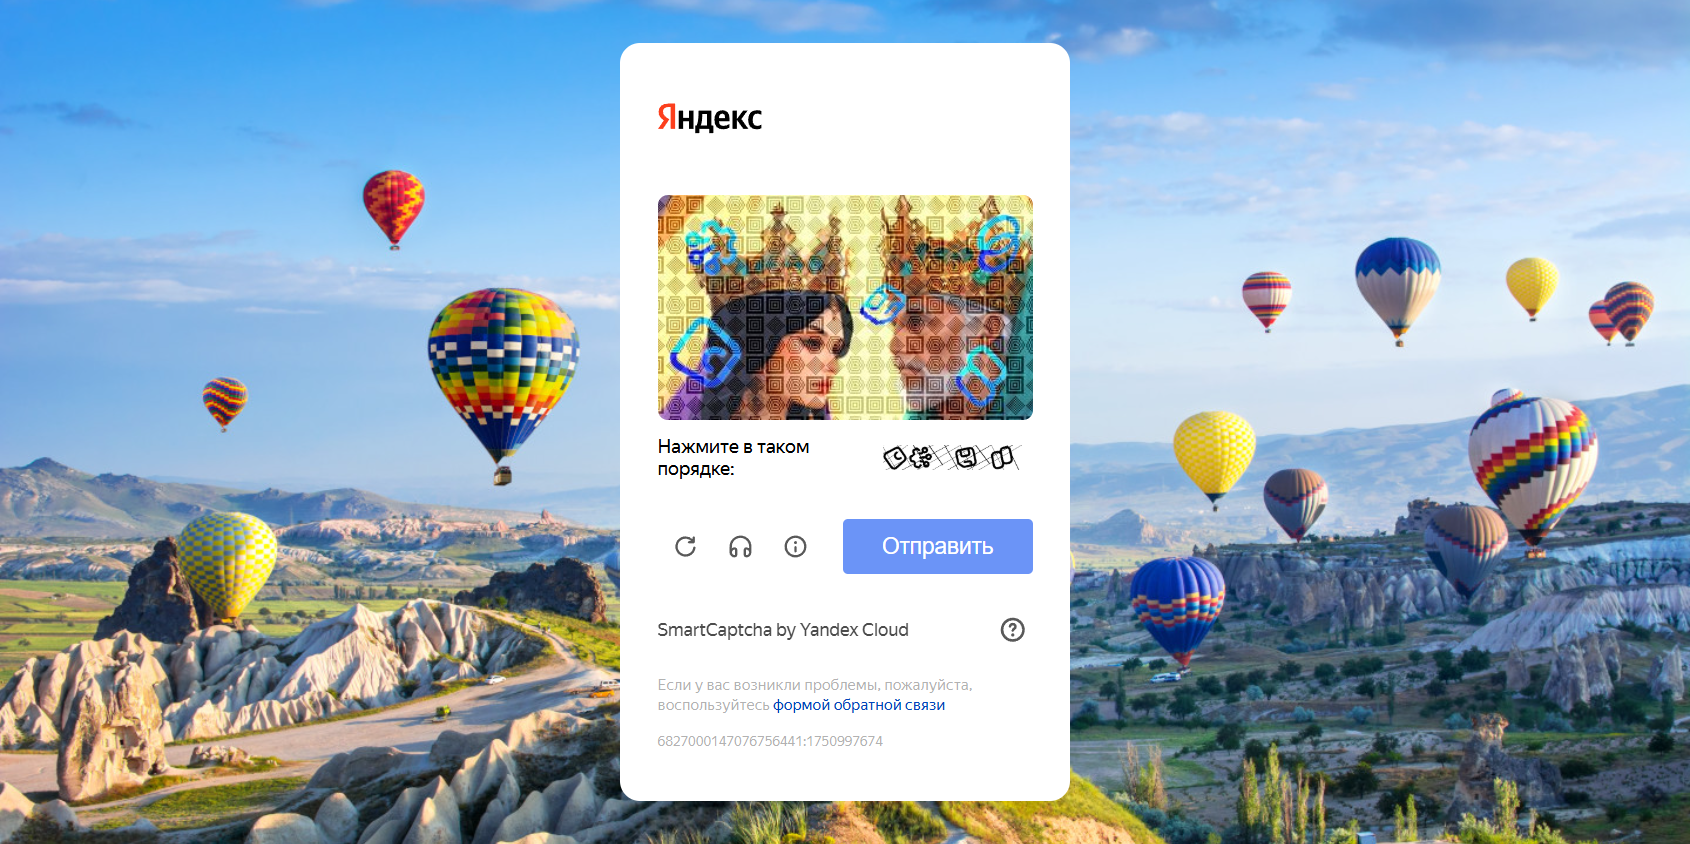 Яндекс
Нажмите в таком
порядке:
Отправить
SmartCaptcha by Yandex Cloud
Если у вас возникли проблемы, пожалуйста,
воспользуйтесь формой обратной связи
6827000147076756441:1750997674